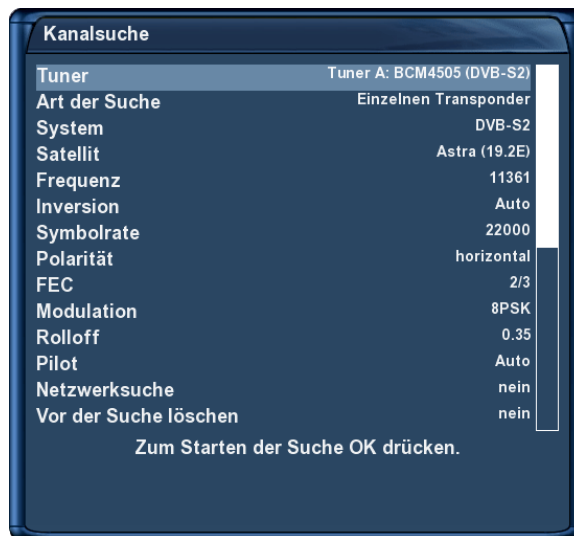 Kanalsuche
Tuner Tuner A: BCM4505 (DVB-S2)
Art der Suche Einzelnen Transponder
System DVB-S2
Satellit Astra (19.2E)
Frequenz 11361
Inversion Auto
Symbolrate 22000
Polarität horizontal
FEC 2/3
Modulation 8PSK
Rolloff 0.35
Pilot Auto
Netzwerksuche nein
Vor der Suche löschen nein
Zum Starten der Suche OK drücken.